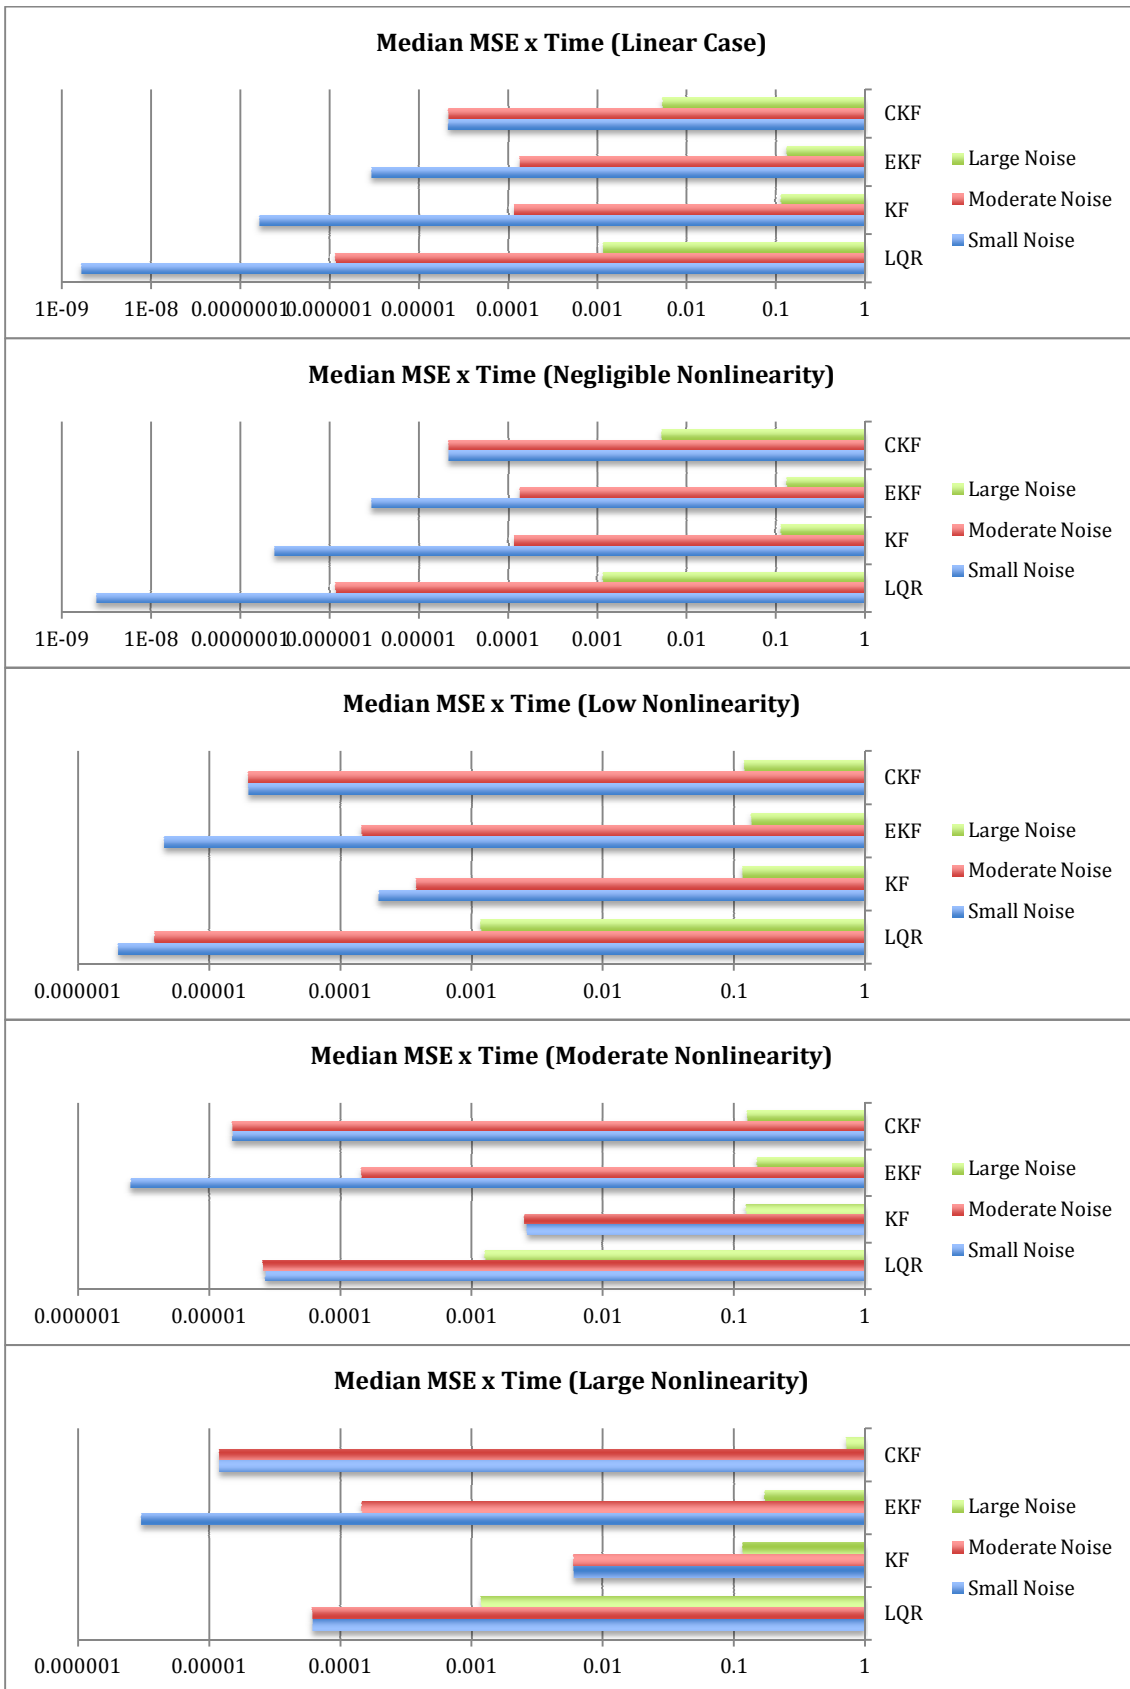 Median MSE x Time (Linear Case)
CKF
EKF
KF
LQR
Large Noise
Moderate Noise
Small Noise
1E-09 1E-08 0.0000001 0.000001 0.00001 0.0001 0.001 0.01 0.1 1
Median MSE x Time (Negligible Nonlinearity)
CKF
EKF
KF
LQR
Large Noise
Moderate Noise
Small Noise
1E-09 1E-08 0.0000001 0.000001 0.00001 0.0001 0.001 0.01 0.1 1
Median MSE x Time (Low Nonlinearity)
CKF
EKF
KF
LQR
Large Noise
Moderate Noise
Small Noise
0.000001 0.00001 0.0001 0.001 0.01 0.1 1
Median MSE x Time (Moderate Nonlinearity)
CKF
EKF
KF
LQR
Large Noise
Moderate Noise
Small Noise
0.000001 0.00001 0.0001 0.001 0.01 0.1 1
Median MSE x Time (Large Nonlinearity)
CKF
EKF
KF
LQR
Large Noise
Moderate Noise
Small Noise
0.000001 0.00001 0.0001 0.001 0.01 0.1 1